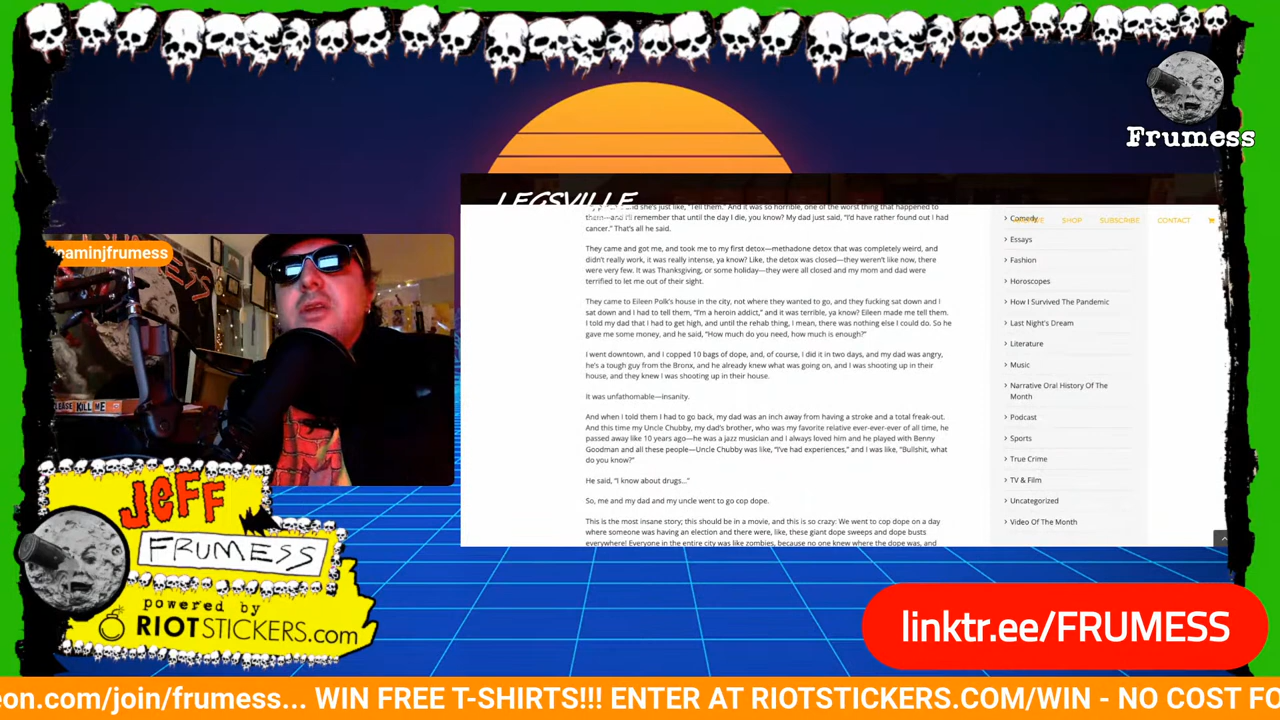 Frumess
LEGSVILLE
she's just like, "Tell them." And it was so horrible, one of the worst thing that happened to
them—and I'll remember that until the day I die, you know? My dad just said, "I'd have rather found out I had
cancer." That's all he said.
They came and got me, and took me to my first detox—methadone detox that was completely weird, and
didn't really work, it was really intense, ya know? Like, the detox was closed—they weren't like now, there
were very few. It was Thanksgiving, or some holiday—they were all closed and my mom and dad were
terrified to let me out of their sight.
They came to Eileen Polk's house in the city, not where they wanted to go, and they fucking sat down and I
sat down and I had to tell them, "I'm a heroin addict," and it was terrible, ya know? Eileen made me tell them.
I told my dad that I had to get high, and until the rehab thing, I mean, there was nothing else I could do. So he
gave me some money, and he said, "How much do you need, how much is enough?"
I went downtown, and I copped 10 bags of dope, and, of course, I did it in two days, and my dad was angry,
he's a tough guy from the Bronx, and he already knew what was going on, and I was shooting up in their
house, and they knew I was shooting up in their house.
It was unfathomable—insanity.
And when I told them I had to go back, my dad was an inch away from having a stroke and a total freak-out.
And this time my Uncle Chubby, my dad's brother, who was my favorite relative ever-ever-ever of all time, he
passed away like 10 years ago—he was a jazz musician and I always loved him and he played with Benny
Goodman and all these people—Uncle Chubby was like, "I've had experiences," and I was like, "Bullshit, what
do you know?"
He said, "I know about drugs..."
So, me and my dad and my uncle went to go cop dope.
This is the most insane story; this should be in a movie, and this is so crazy: We went to cop dope on a day
where someone was having an election and there were, like, these giant dope sweeps and dope busts
everywhere! Everyone in the entire city was like zombies, because no one knew where the dope was, and
SHOP
SUBSCRIBE
CONTACT
> Comedy
> Essays
> Fashion
> Horoscopes
> How I Survived The Pandemic
> Last Night's Dream
> Literature
> Music
> Narrative Oral History Of The
Month
> Podcast
> Sports
> True Crime
> TV & Film
> Uncategorized
> Video Of The Month
eaminjfrumess
LEASE KILL ME
JEFF
FRUMESS
powered by
RIOTSTICKERS.com
linktr.ee/FRUMESS
eon.com/join/frumess... WIN FREE T-SHIRTS!!! ENTER AT RIOTSTICKERS.COM/WIN - NO COST FO